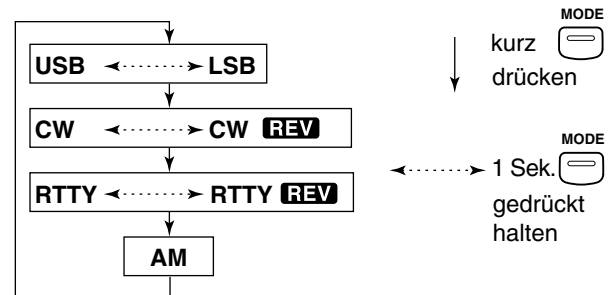 USB LSB
CW CW REV
RTTY RTTY REV
AM
MODE
kurz
drücken
MODE
1 Sek.
gedrückt
halten